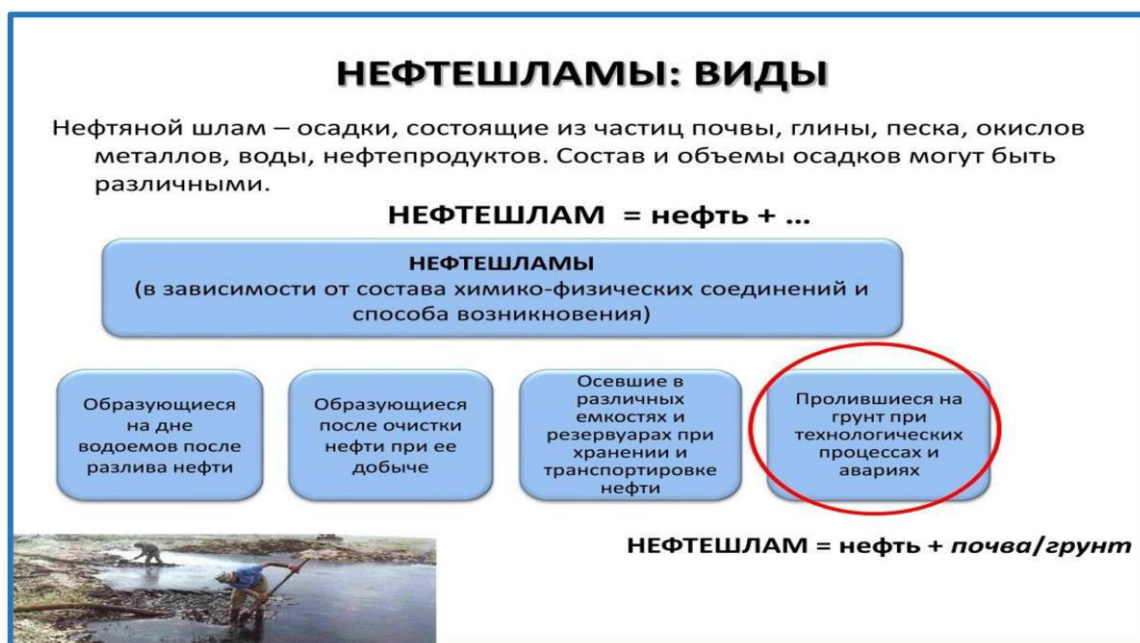 НЕФТЕШЛАМЫ: ВИДЫ
Нефтяной шлам – осадки, состоящие из частиц почвы, глины, песка, окислов
металлов, воды, нефтепродуктов. Состав и объемы осадков могут быть
различными.
НЕФТЕШЛАМ = нефть + ...
НЕФТЕШЛАМЫ
(в зависимости от состава химико-физических соединений и
способа возникновения)
Образующиеся
на дне
водоемов после
разлива нефти
Образующиеся
после очистки
нефти при ее
добыче
Осевшие в
различных
емкостях и
резервуарах при
хранении и
транспортировке
нефти
Пролившиеся на
грунт при
технологических
процессах и
авариях
НЕФТЕШЛАМ = нефть + почва/грунт